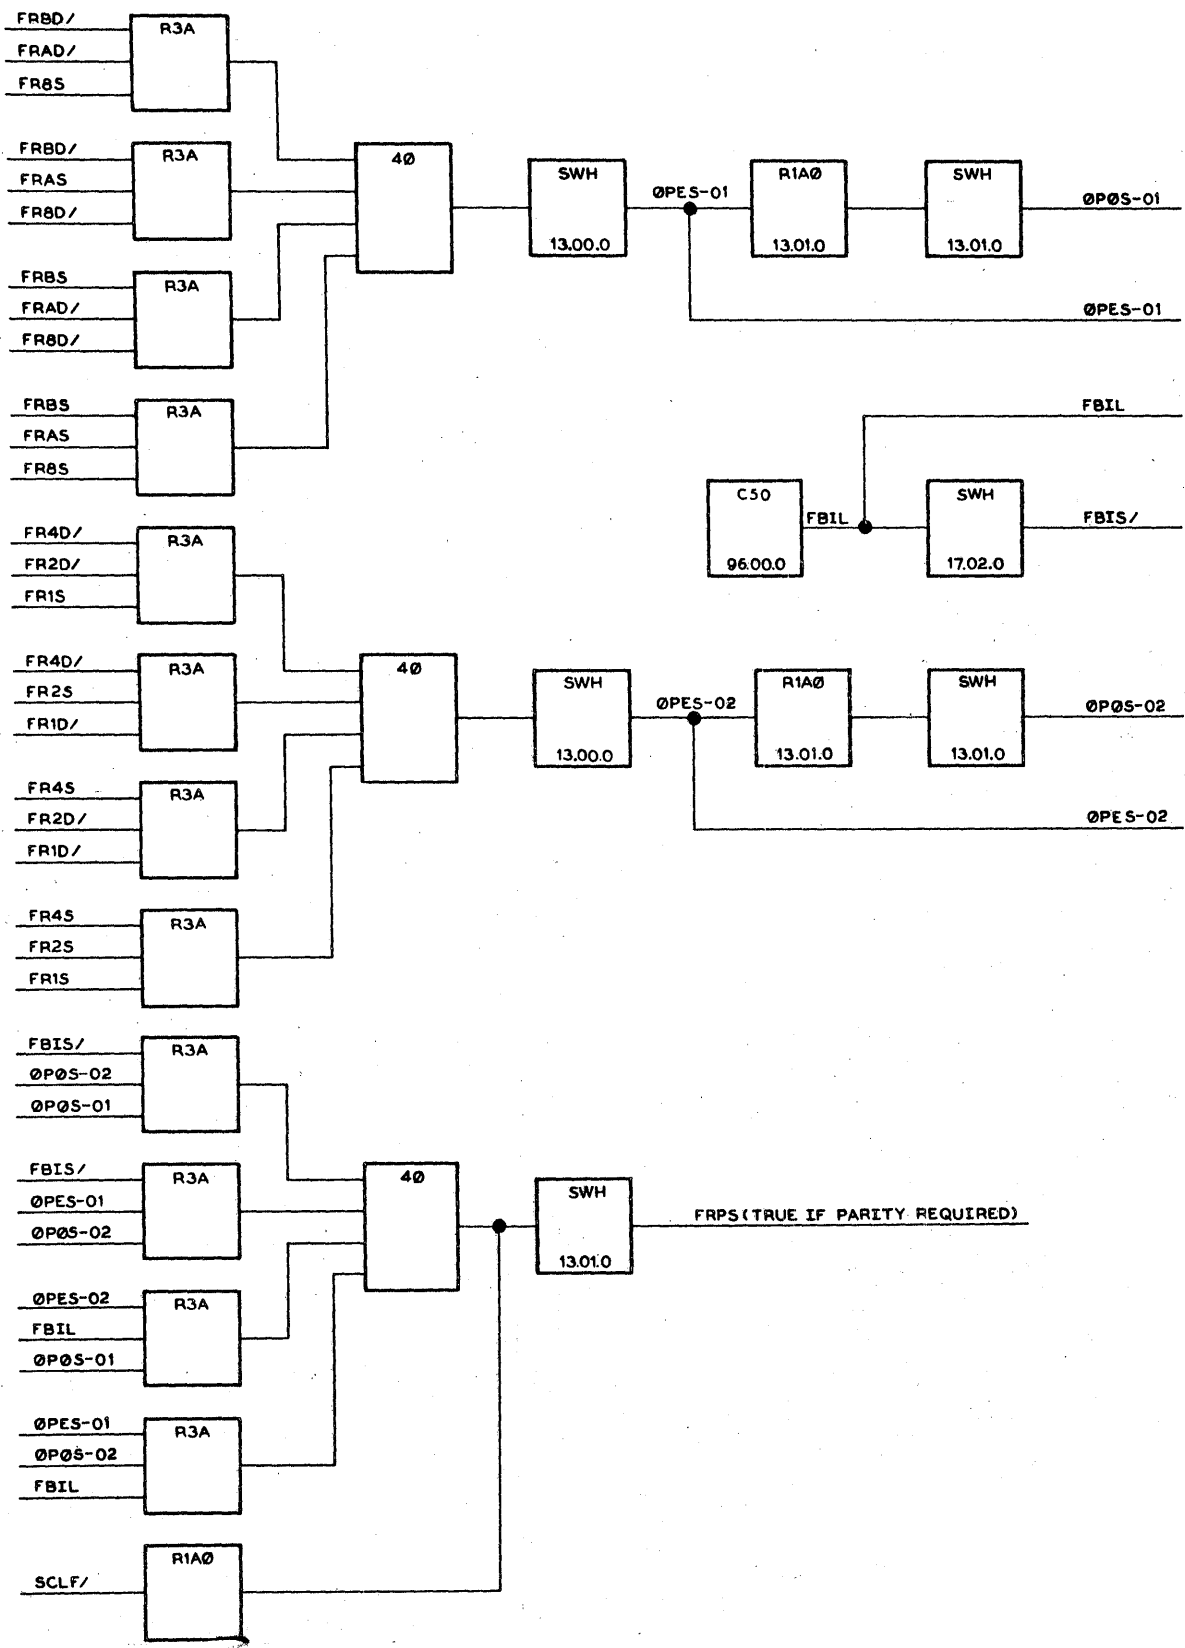 FRBD/
FRAD/
FR8S
R3A
FRBD/
FRAS
FR8D/
R3A
FRBS
FRAD/
FR8D/
R3A
FRBS
FRAS
FR8S
R3A
4Ø
SWH
13.00.0
ØPES-01
R1AØ
13.01.0
SWH
13.01.0
ØPØS-01
ØPES-01
FBIL
C50
96.00.0
FBIL
SWH
17.02.0
FBIS/
FR4D/
FR2D/
FR1S
R3A
FR4D/
FR2S
FR1D/
R3A
FR4S
FR2D/
FR1D/
R3A
FR4S
FR2S
FR1S
R3A
4Ø
SWH
13.00.0
ØPES-02
R1AØ
13.01.0
SWH
13.01.0
ØPØS-02
ØPES-02
FBIS/
ØPØS-02
ØPØS-01
R3A
FBIS/
ØPES-01
ØPØS-02
R3A
ØPES-02
FBIL
ØPØS-01
R3A
ØPES-01
ØPØS-02
FBIL
R3A
4Ø
SWH
13.01.0
FRPS(TRUE IF PARITY REQUIRED)
SCLF/
R1AØ